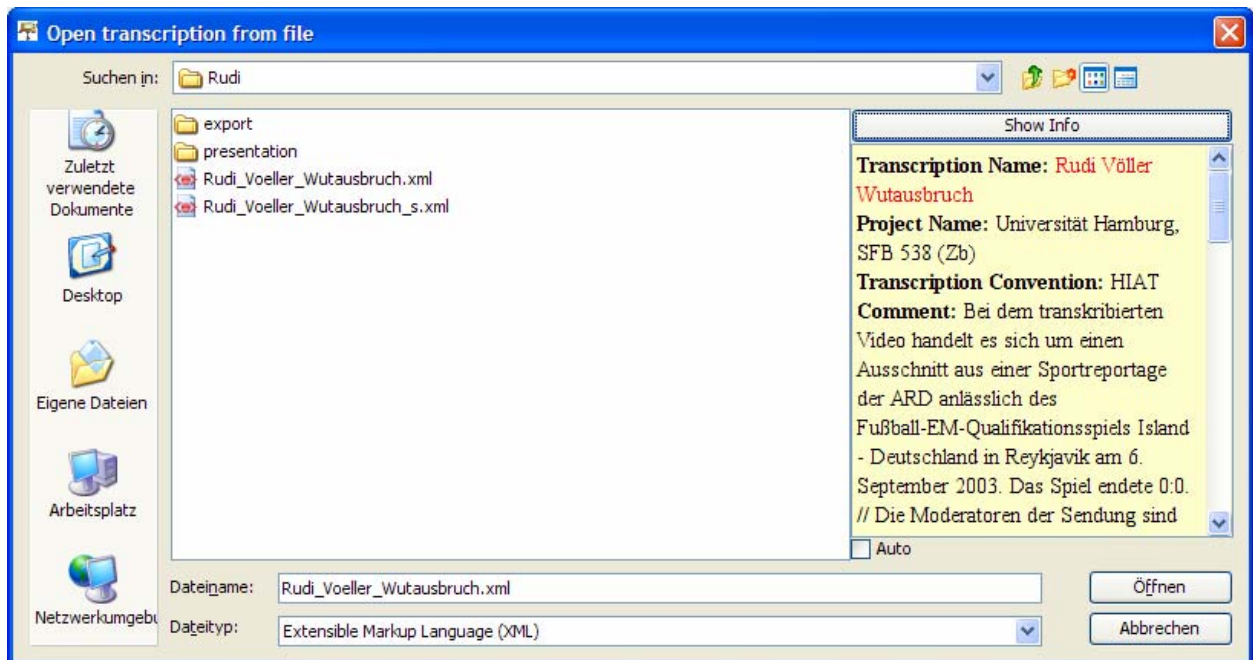 Open transcription from file
Suchen in:
Rudi
Zuletzt
verwendete
Dokumente
Desktop
Eigene Dateien
Arbeitsplatz
Netzwerkumgebu
export
presentation
Rudi_Voeller_Wutausbruch.xml
Rudi_Voeller_Wutausbruch_s.xml
Show Info
Transcription Name: Rudi Völler
Wutausbruch
Project Name: Universität Hamburg,
SFB 538 (Zb)
Transcription Convention: HIAT
Comment: Bei dem transkribierten
Video handelt es sich um einen
Ausschnitt aus einer Sportreportage
der ARD anlässlich des
Fußball-EM-Qualifikationsspiels Island
- Deutschland in Reykjavik am 6.
September 2003. Das Spiel endete 0:0.
// Die Moderatoren der Sendung sind
Auto
Dateiname:
Rudi_Voeller_Wutausbruch.xml
Öffnen
Dateityp:
Extensible Markup Language (XML)
Abbrechen